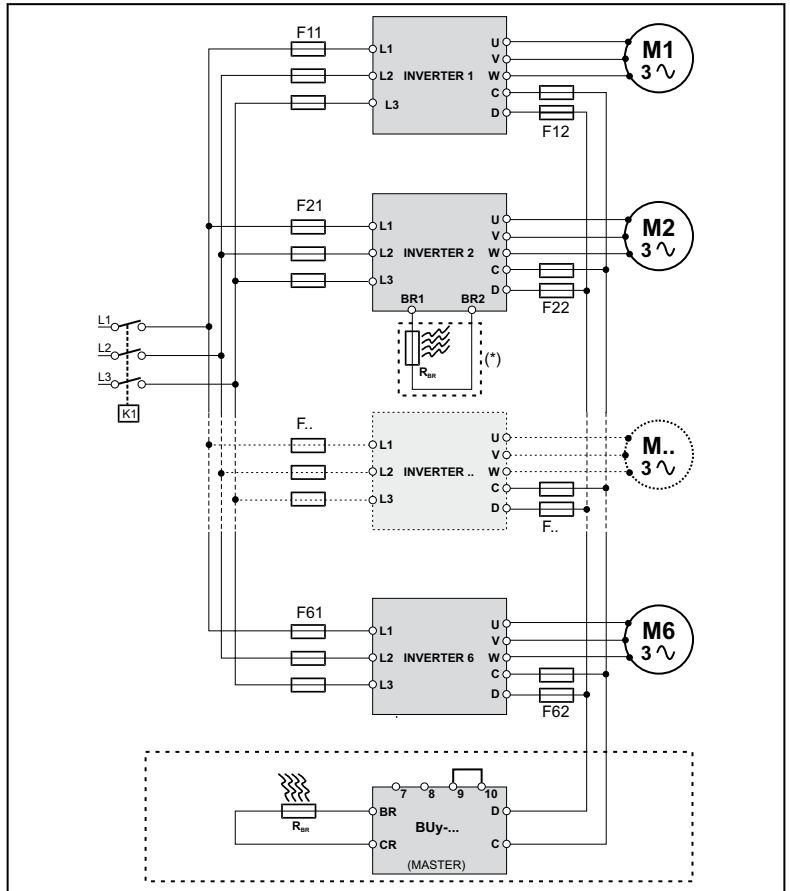 F11
L1
L2 INVERTER 1
L3
U
V
W
C
D
F12
M1
3 ∿
F21
L1
L2 INVERTER 2
L3
U
V
W
C
D
BR1 BR2
F22
M2
3 ∿
R BR
(*)
L1
L2
L3
K1
F..
L1
L2 INVERTER ..
L3
U
V
W
C
D
F..
M..
3 ∿
F61
L1
L2 INVERTER 6
L3
U
V
W
C
D
F62
M6
3 ∿
7 8 9 10
R BR
BR
CR
BUy-...
(MASTER)
D
C